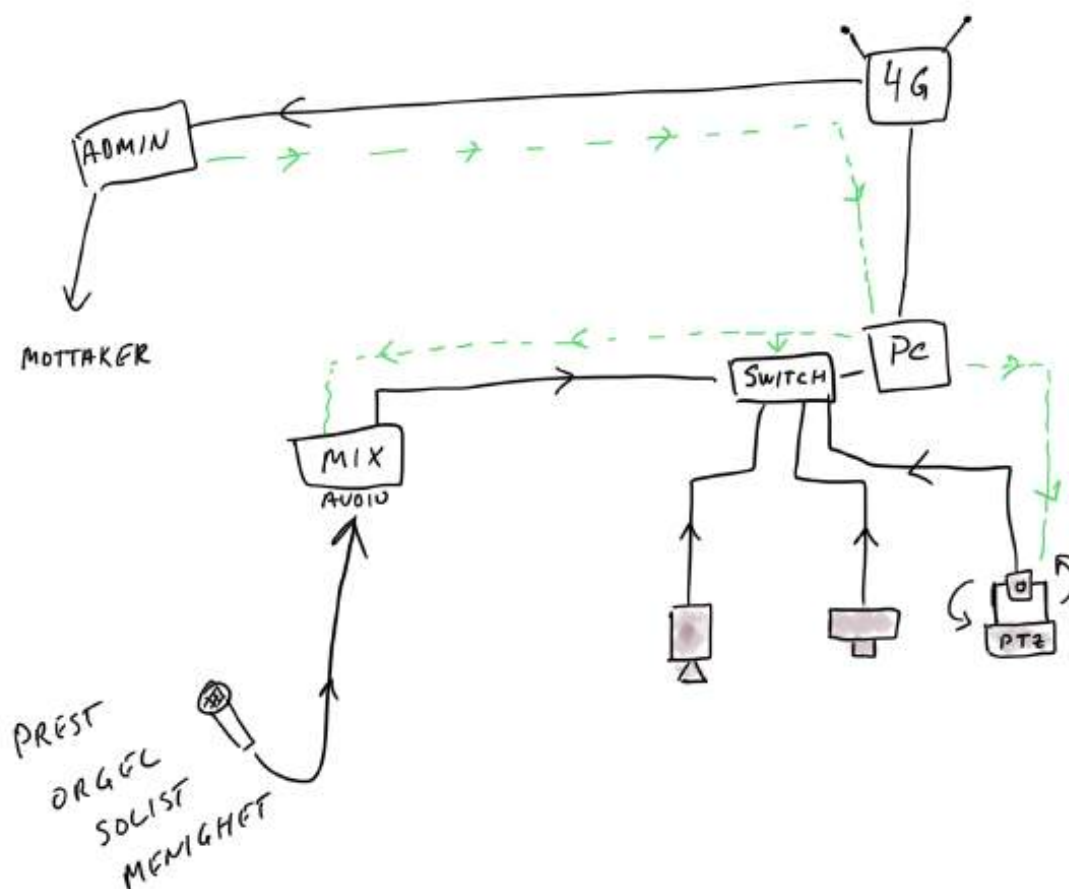 4G
ADMIN
MOTTAKER
PC
SWITCH
MIX
AUDIO
PTZ
PREST
ORGEL
SOLIST
MENIGHET